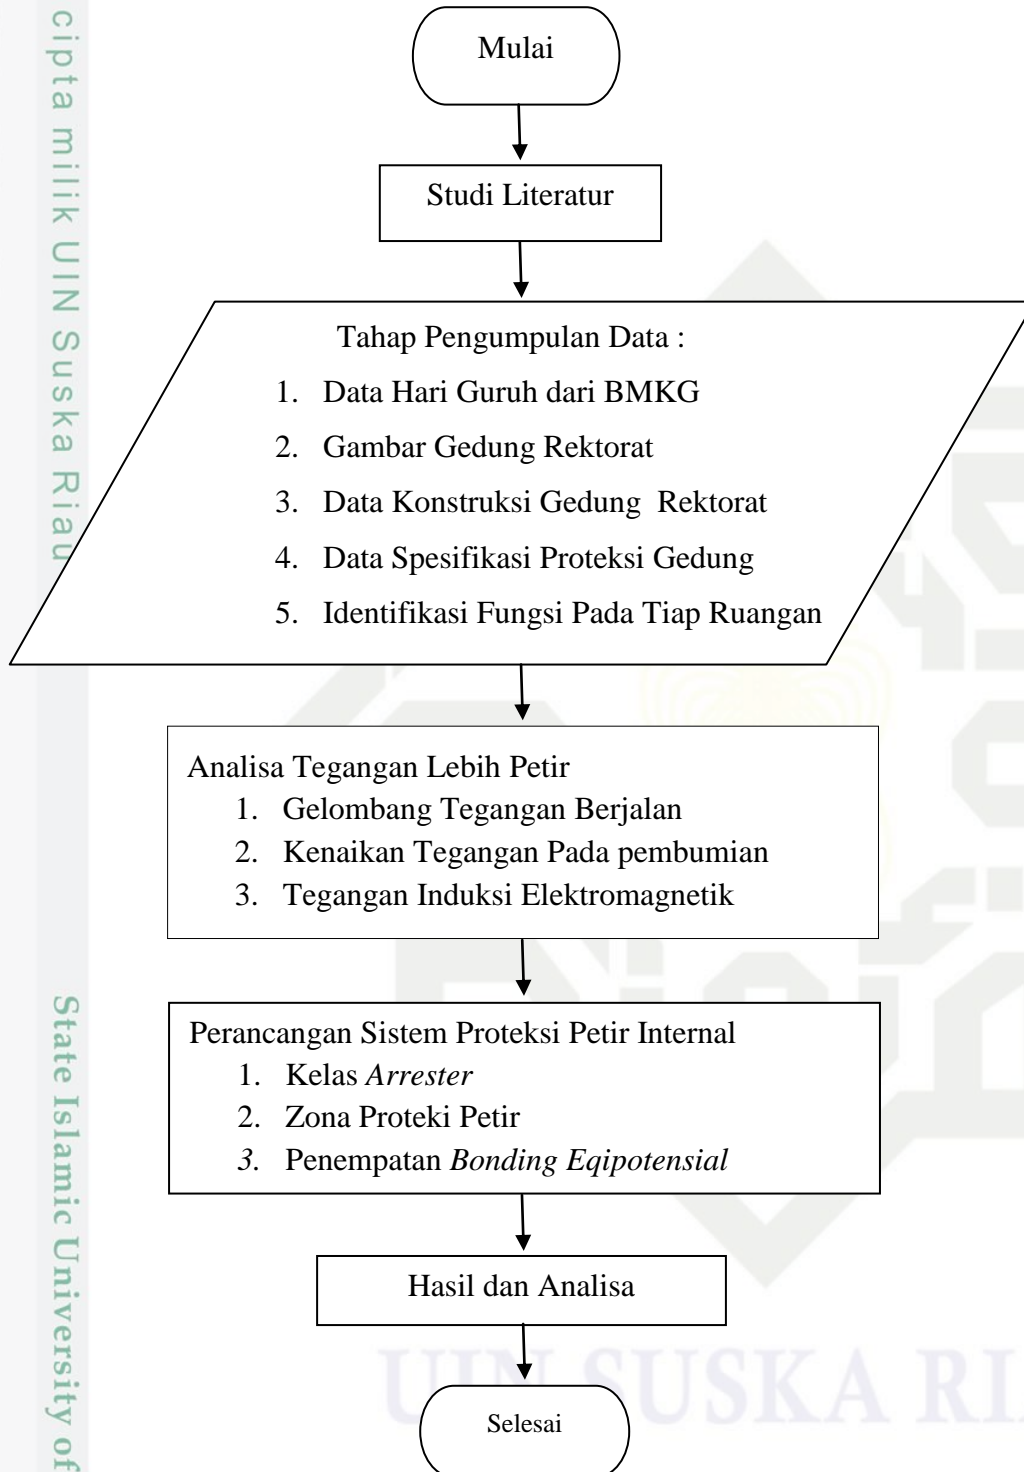 Mulai
Studi Literatur
Tahap Pengumpulan Data :
1. Data Hari Guruh dari BMKG
2. Gambar Gedung Rektorat
3. Data Konstruksi Gedung Rektorat
4. Data Spesifikasi Proteksi Gedung
5. Identifikasi Fungsi Pada Tiap Ruangan
Analisa Tegangan Lebih Petir
1. Gelombang Tegangan Berjalan
2. Kenaikan Tegangan Pada pembumian
3. Tegangan Induksi Elektromagnetik
Perancangan Sistem Proteksi Petir Internal
1. Kelas Arrester
2. Zona Proteki Petir
3. Penempatan Bonding Eqipotensial
Hasil dan Analisa
Selesai
cipta milik UIN Suska Riau
State Islamic University of
UIN SUSKA RI